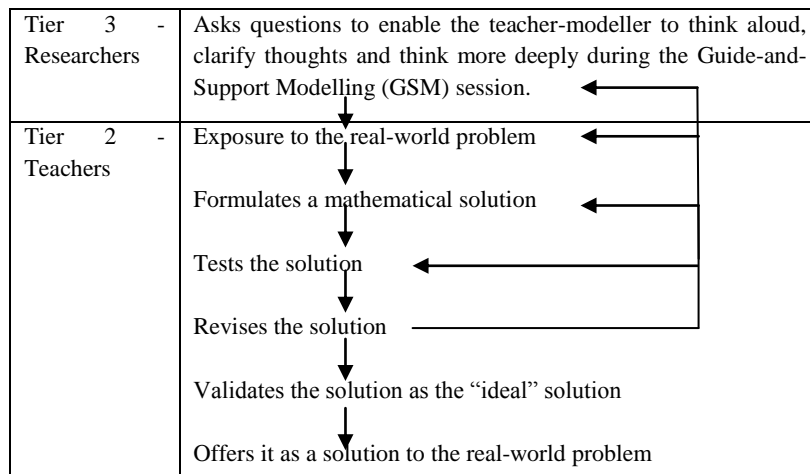 Tier 3 - Asks questions to enable the teacher-modeller to think aloud,
Researchers clarify thoughts and think more deeply during the Guide-and-
Support Modelling (GSM) session.
Tier 2 - Exposure to the real-world problem
Teachers
Formulates a mathematical solution
Tests the solution
Revises the solution
Validates the solution as the “ideal” solution
Offers it as a solution to the real-world problem